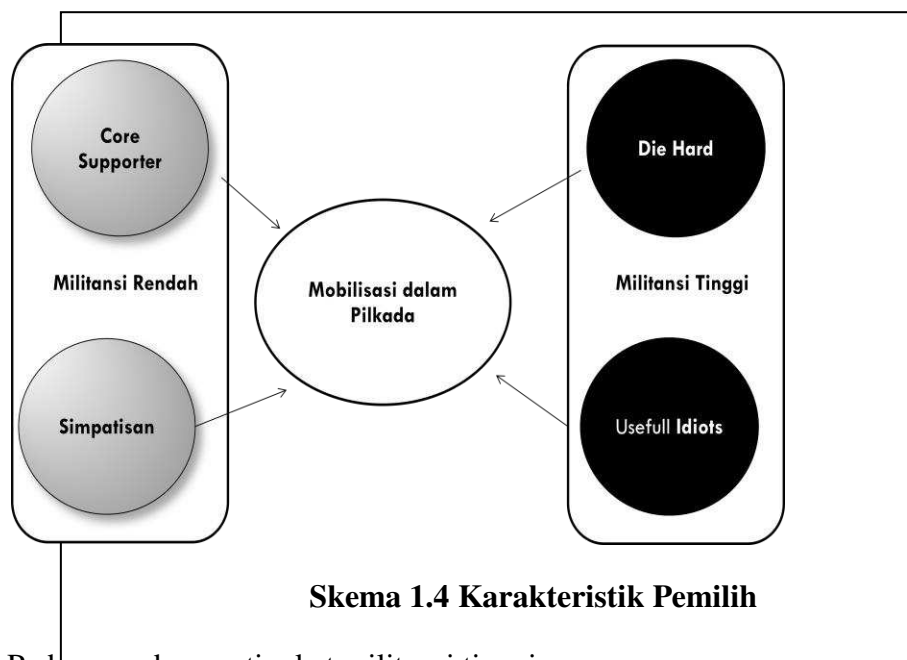 Core
Supporter
Militansi Rendah
Simpatisan
Mobilisasi dalam
Pilkada
Die Hard
Militansi Tinggi
Usefull Idiots
Skema 1.4 Karakteristik Pemilih